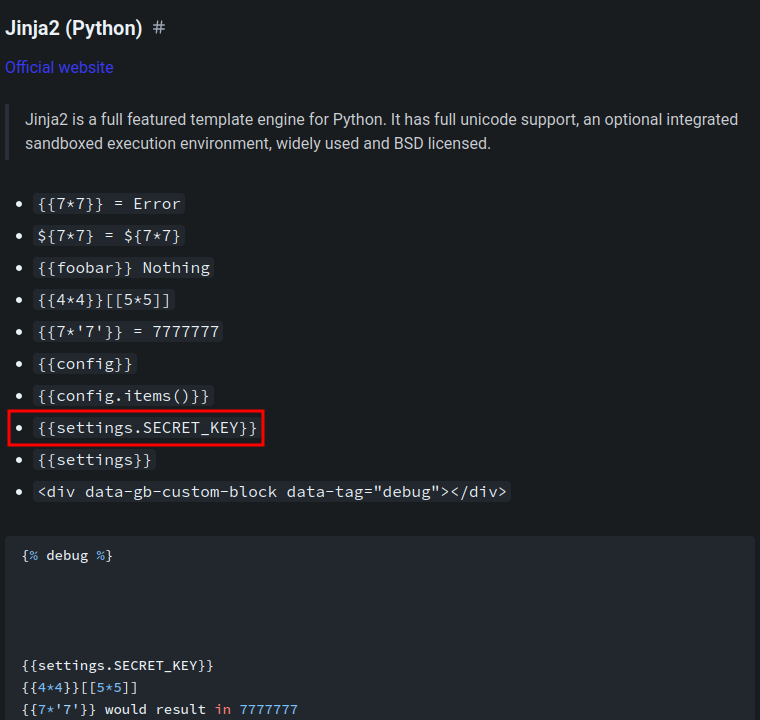 Jinja2 (Python) #
Official website
Jinja2 is a full featured template engine for Python. It has full unicode support, an optional integrated
sandboxed execution environment, widely used and BSD licensed.
{{7*7}} = Error
${7*7} = ${7*7}
{{foobar}} Nothing
{{4*4}}[[5*5]]
{{7*'7'}} = 7777777
{{config}}
{{config.items()}}
{{settings.SECRET_KEY}}
{{settings}}
<div data-gb-custom-block data-tag="debug"></div>
{% debug %}
{{settings.SECRET_KEY}}
{{4*4}}[[5*5]]
{{7*'7'}} would result in 7777777